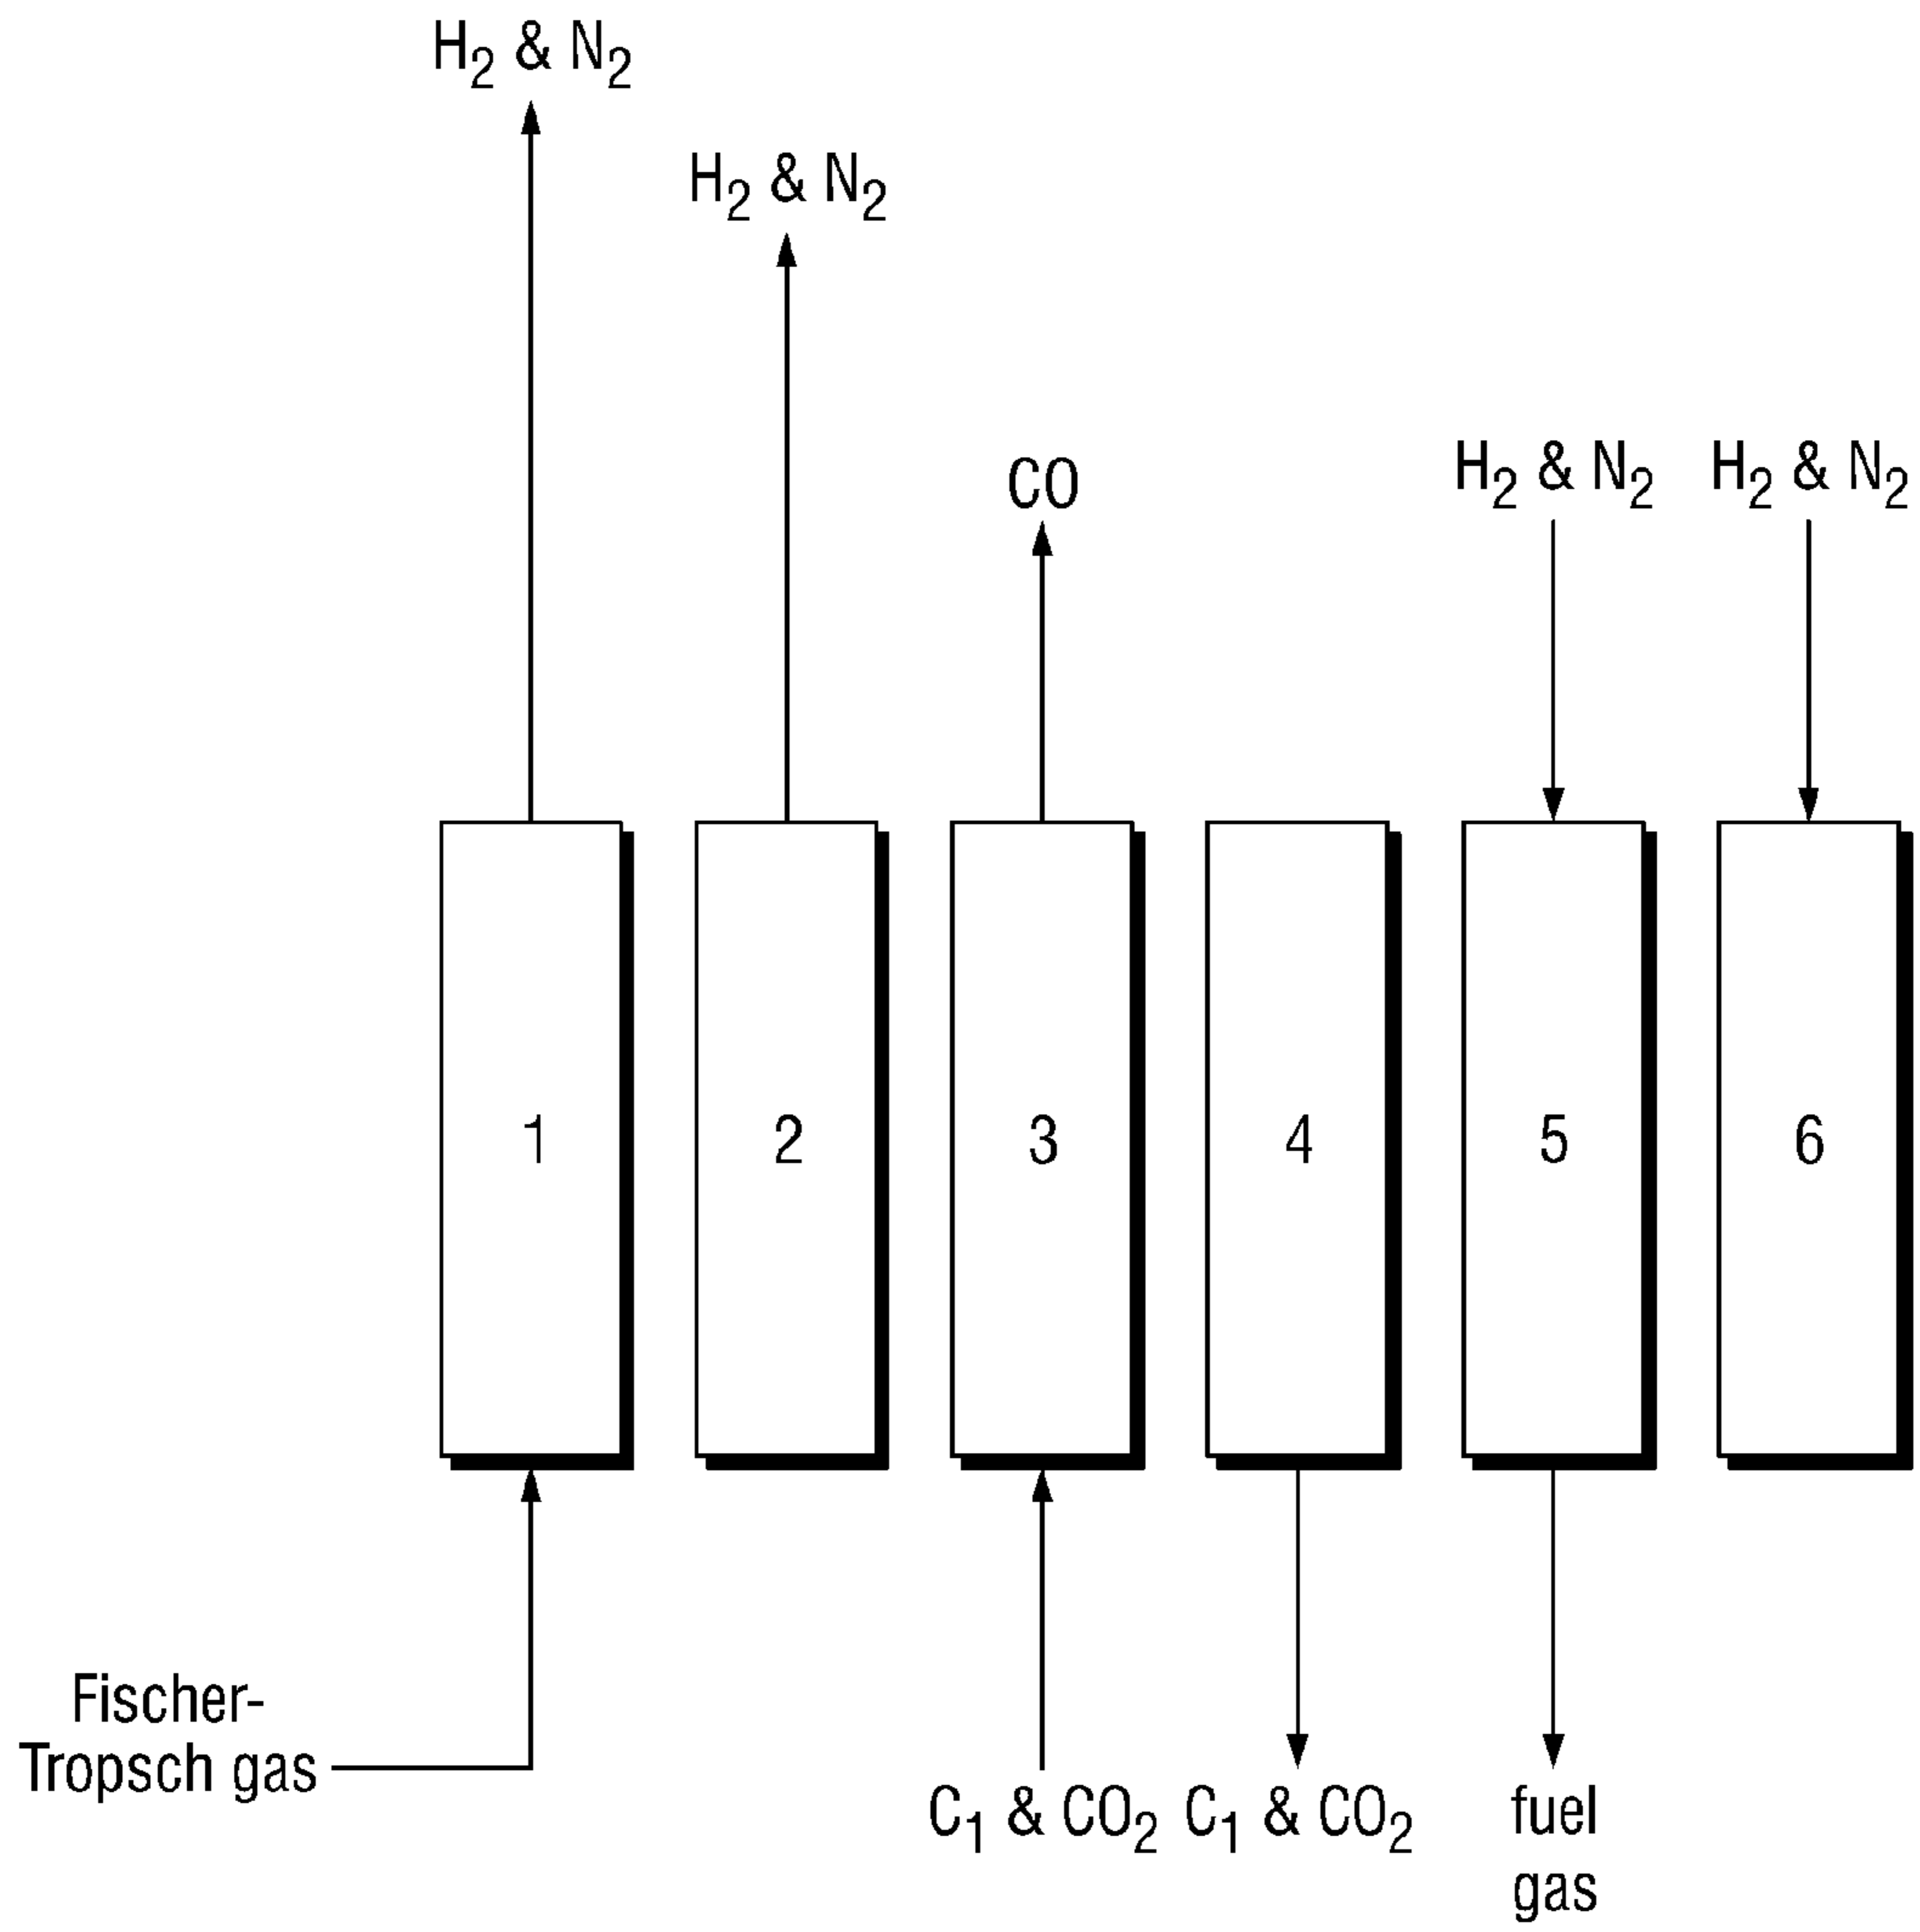 H2 & N2
H2 & N2
CO
H2 & N2
H2 & N2
1
2
3
4
5
6
Fischer-
Tropsch gas
C1 & CO2
C1 & CO2
fuel
gas